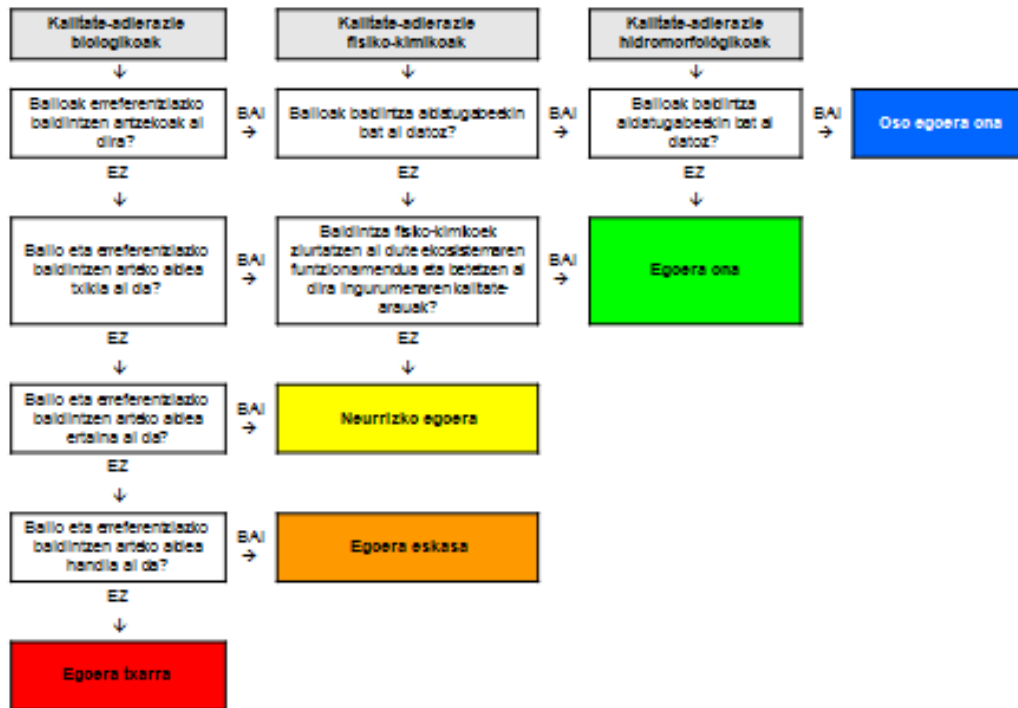 Kalitate-adierazle
biologikoak
Kalitate-adierazle
fisiko-kimikoak
Kalitate-adierazle
hidromorfologikoak
↓
↓
↓
Balioak erreferentziazko
baldintzen artzekoak al
dira?
BAI
→
Balioak baldintza aldatugabeekin
bat al datoz?
BAI
→
Balioak baldintza
aldatugabeekin bat al
datoz?
BAI
→
Oso egoera ona
EZ
↓
EZ
↓
EZ
↓
Balio eta erreferentziazko
baldintzen arteko aldea
txikia al da?
BAI
→
Baldintza fisiko-kimikoek
ziurtatzen al dute ekosistemaren
funtzionamendua eta betetzen al
dira ingurumenaren kalitate-
arauak?
BAI
→
Egoera ona
EZ
↓
EZ
↓
Balio eta erreferentziazko
baldintzen arteko aldea
ertaina al da?
BAI
→
Neurrizko egoera
EZ
↓
Balio eta erreferentziazko
baldintzen arteko aldea
handia al da?
BAI
→
Egoera eskasa
EZ
↓
Egoera txarra